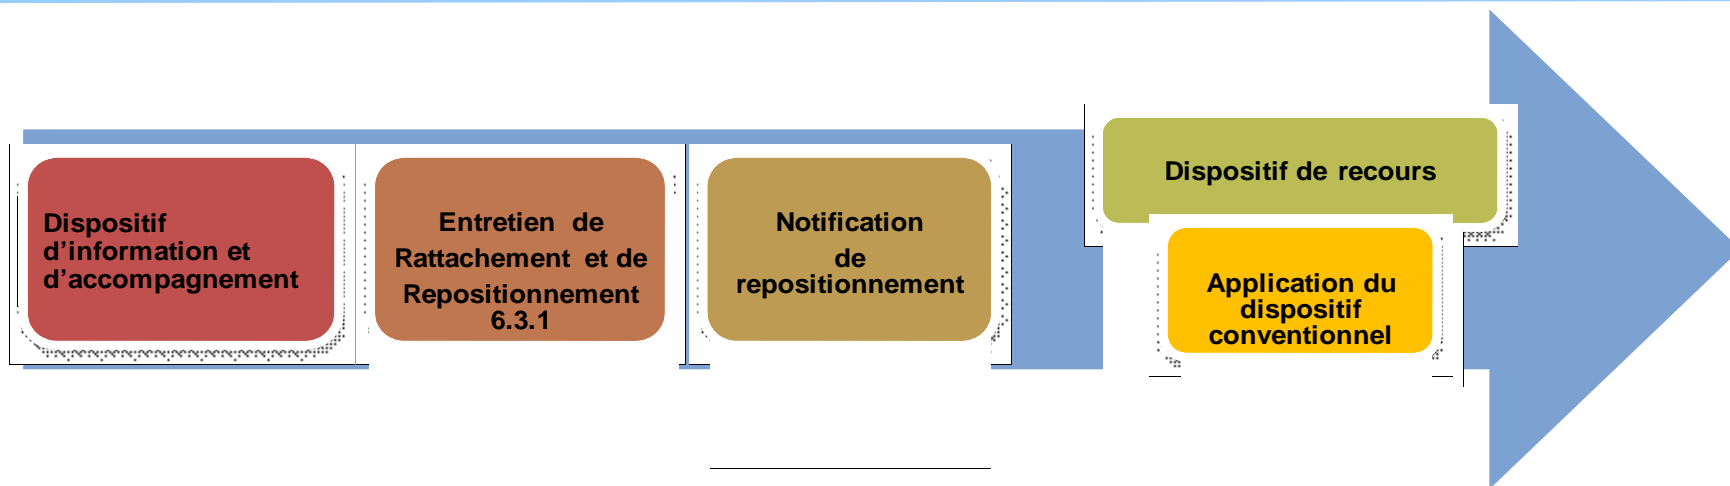 Dispositif
d’information et
d’accompagnement
Entretien de
Rattachement et de
Repositionnement
6.3.1
Notification
de
repositionnement
Dispositif de recours
Application du
dispositif
conventionnel